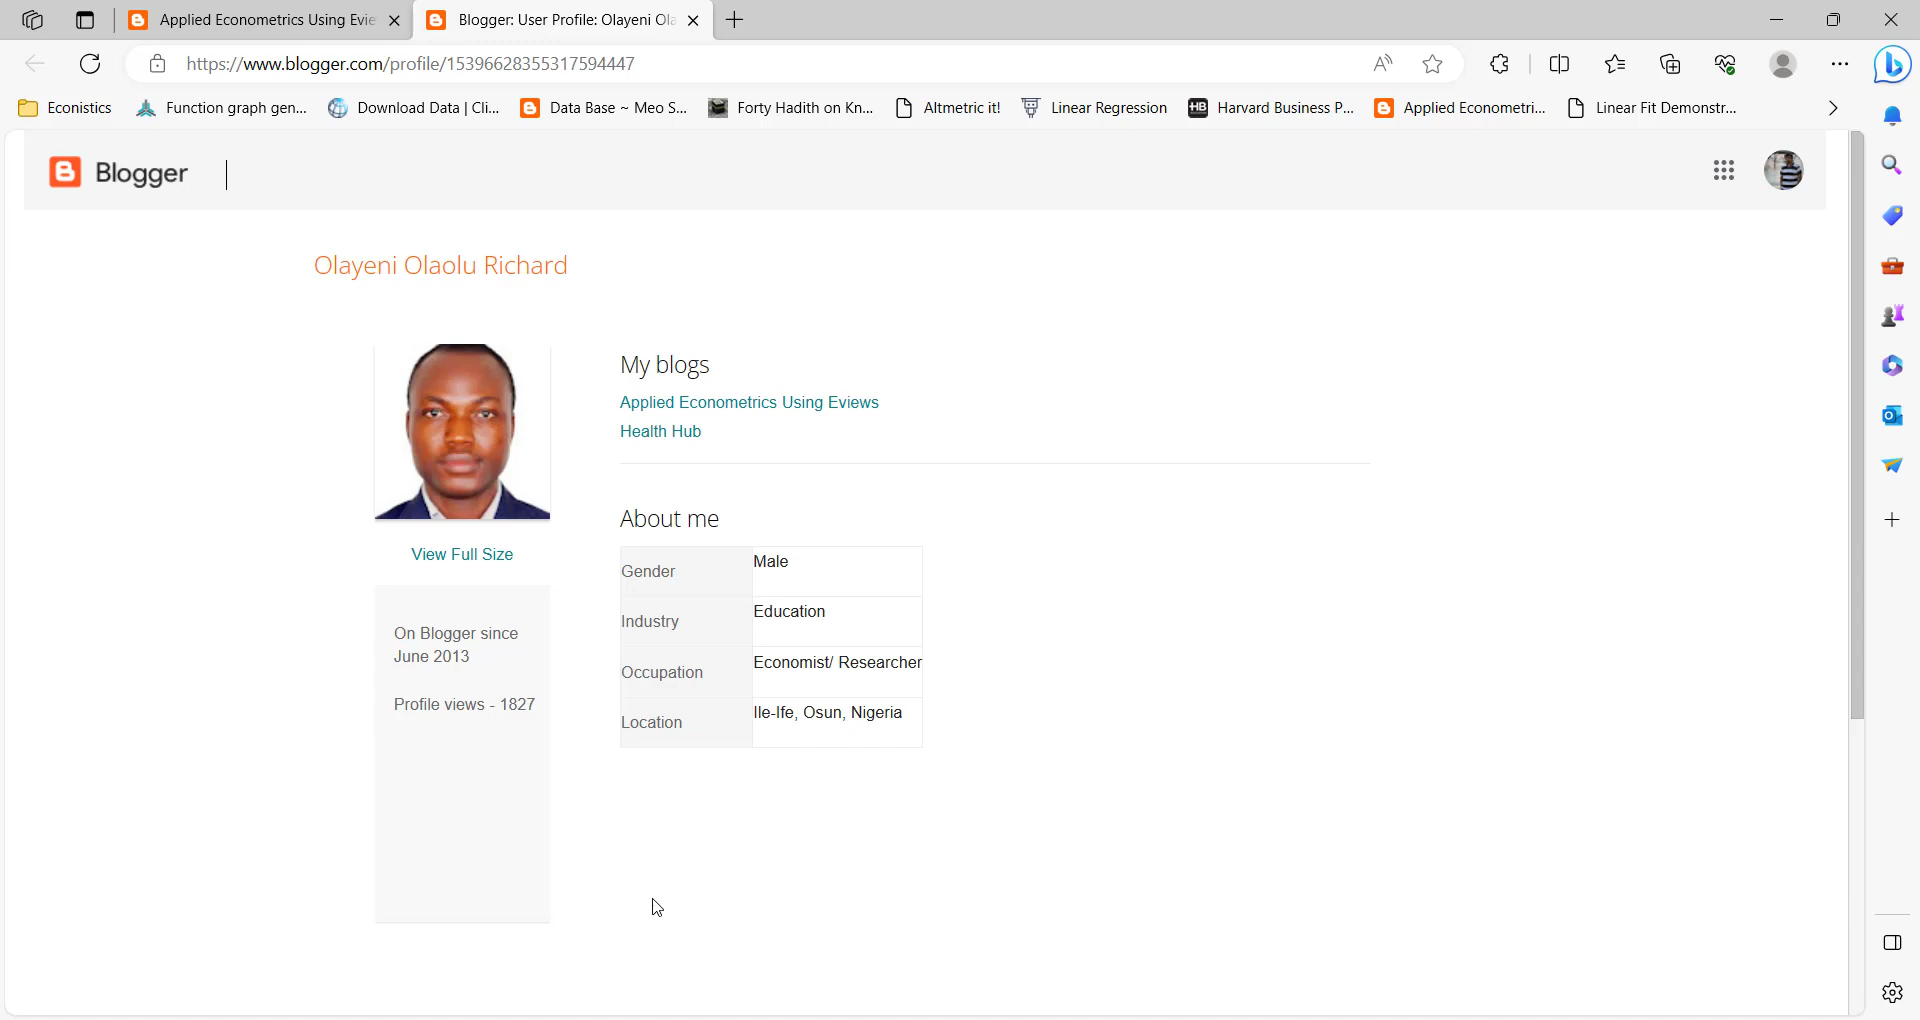 Applied Econometrics Using Evie
Blogger: User Profile: Olayeni Ola
https://www.blogger.com/profile/15396628355317594447
Econistics
Function graph gen...
Download Data | Cli...
Data Base ~ Meo S...
Forty Hadith on Kn...
Altmetric it!
Linear Regression
HB
Harvard Business P...
Applied Econometri...
Linear Fit Demonstr...
Blogger
Olayeni Olaolu Richard
My blogs
Applied Econometrics Using Eviews
Health Hub
About me
View Full Size
Gender Male
Industry Education
Occupation Economist/ Researcher
Location Ile-Ife, Osun, Nigeria
On Blogger since
June 2013
Profile views - 1827